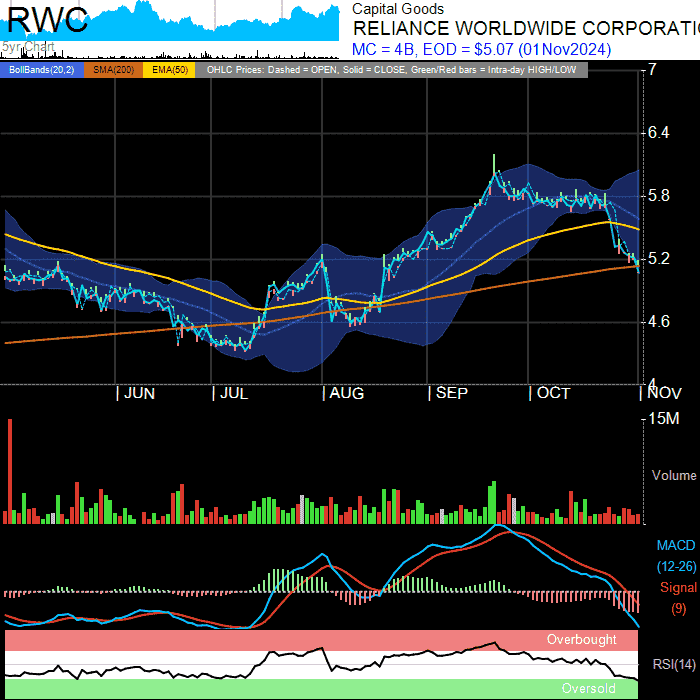 RWC
5yr Chart
Capital Goods
RELIANCE WORLDWIDE CORPORATI
MC = 4B, EOD = $5.07 (01Nov2024)
BollBands(20,2) SMA(200) EMA(50) OHLC Prices: Dashed = OPEN, Solid = CLOSE, Green/Red bars = Intra-day HIGH/LOW
7
6.4
5.8
5.2
4.6
4
| JUN | JUL | AUG | SEP | OCT | NOV
15M
Volume
MACD
(12-26)
Signal
(9)
Overbought
RSI(14)
Oversold